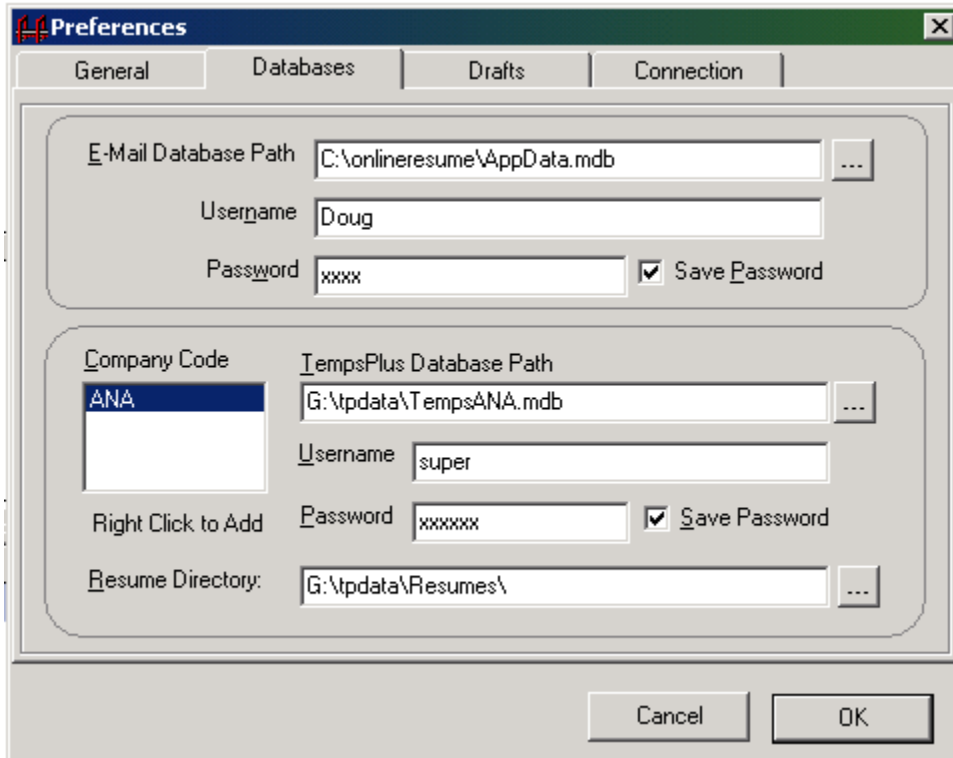 Preferences
General Databases Drafts Connection
E-Mail Database Path C:\onlineresume\AppData.mdb ...
Username Doug
Password xxxx Save Password
Company Code TempsPlus Database Path
ANA G:\tpdata\TempsANA.mdb ...
Username super
Right Click to Add Password xxxxxx Save Password
Resume Directory: G:\tpdata\Resumes\ ...
Cancel OK